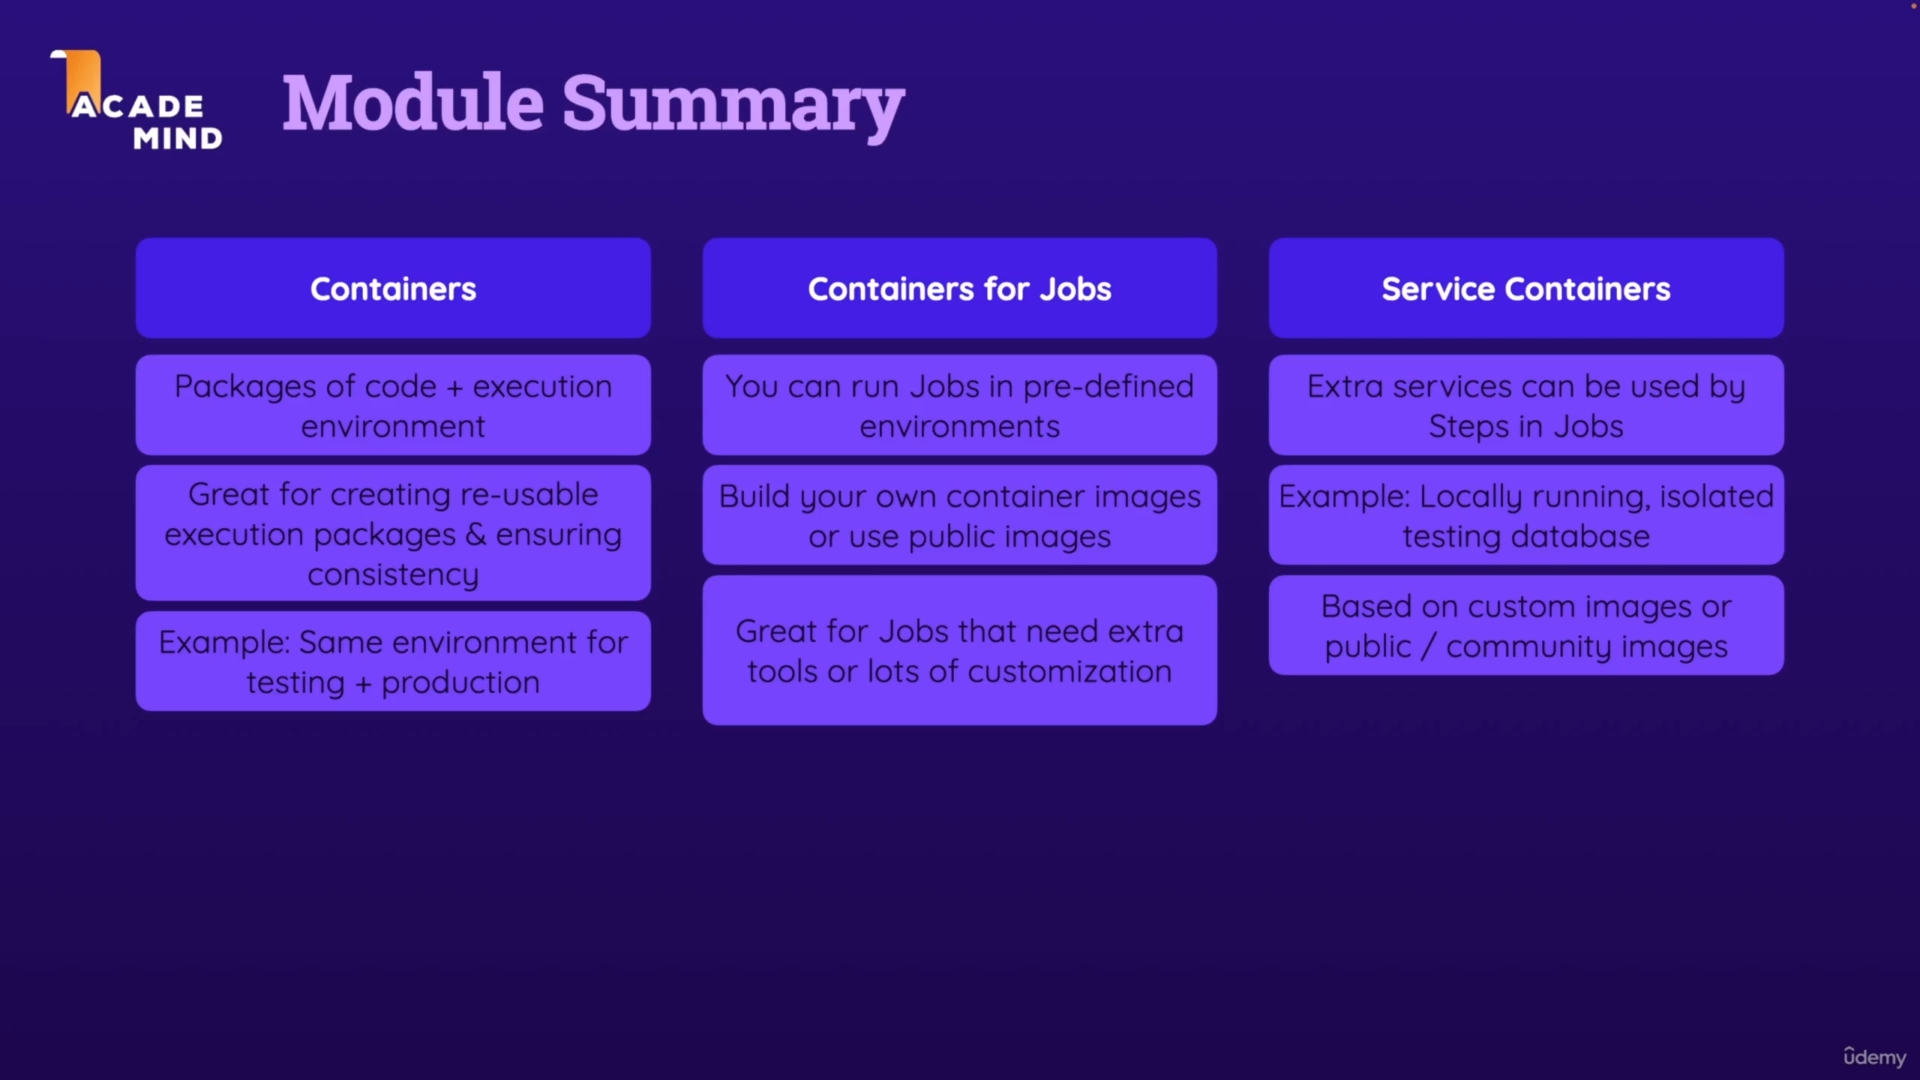 ACADE
MIND
Module Summary
Containers
Packages of code + execution
environment
Great for creating re-usable
execution packages & ensuring
consistency
Example: Same environment for
testing + production
Containers for Jobs
You can run Jobs in pre-defined
environments
Build your own container images
or use public images
Great for Jobs that need extra
tools or lots of customization
Service Containers
Extra services can be used by
Steps in Jobs
Example: Locally running, isolated
testing database
Based on custom images or
public / community images
ûdemy